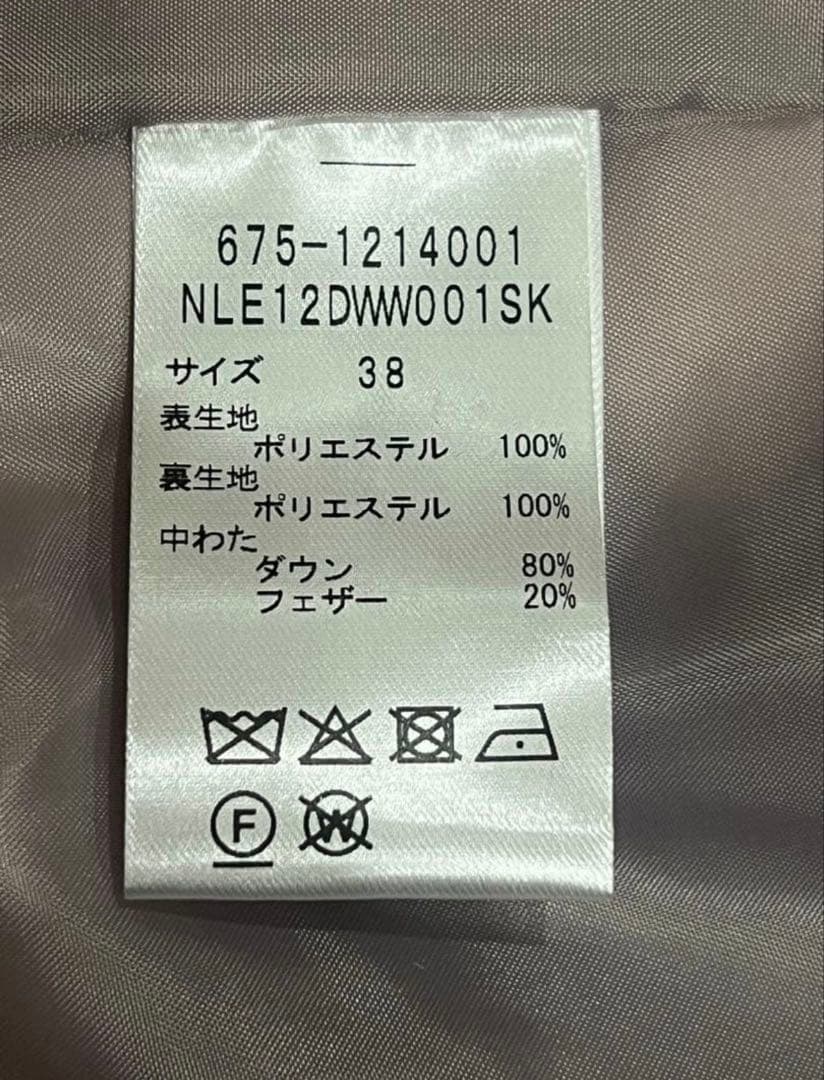 675-1214001
NLE12DWW001SK
サイズ 38
表生地
ポリエステル 100%
裏生地
ポリエステル 100%
中わた
ダウン 80%
フェザー 20%
F W